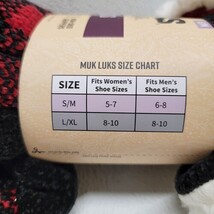 MUK LUKS SIZE CHART
SIZE Fits Women's Shoe Sizes Fits Men's Shoe Sizes
S/M 5-7 6-8
L/XL 8-10 8-10